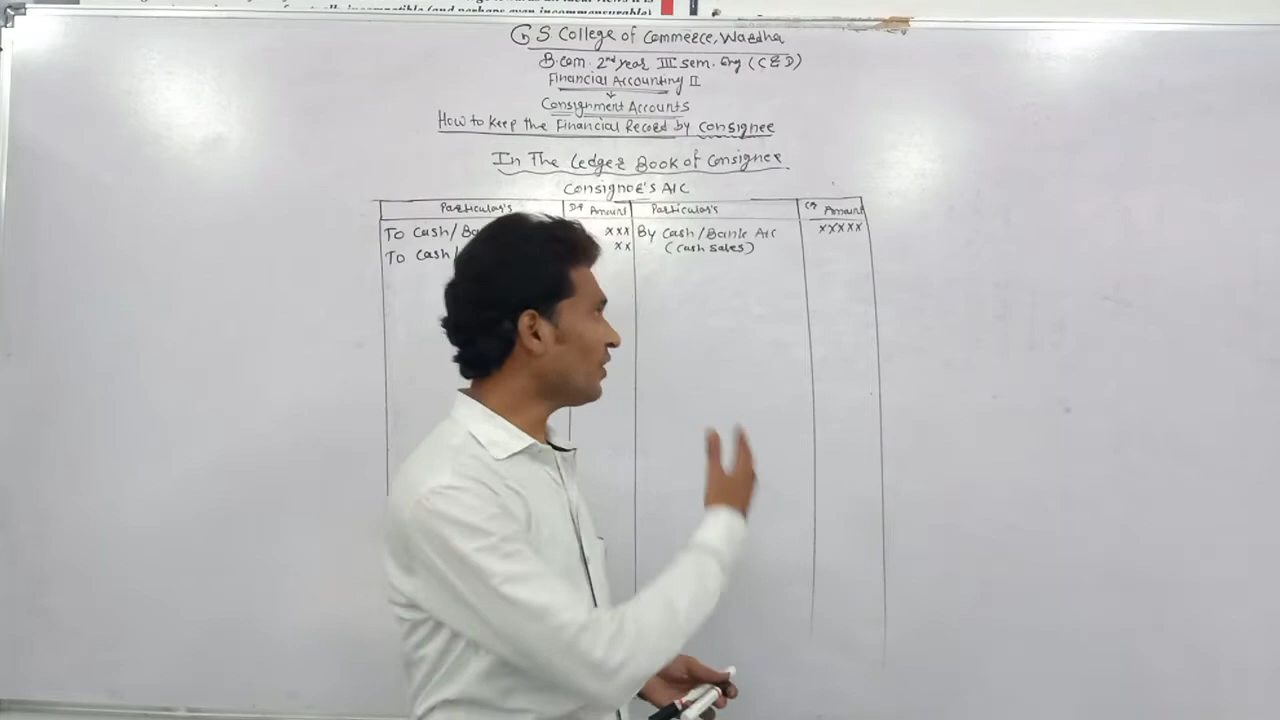 G S College of Commerce, Wardha
B.com. 2nd year III sem. Eng (C & D)
Financial Accounting II
Consignment Accounts
How to keep the Financial Record by consignee
In The Ledger Book of Consignee
Consignor's A/C
Particular's Dr Amount Particular's Cr Amount
To Cash/Ba xxx By Cash/Bank A/c xxxxx
To Cash/ xx (cash sales)